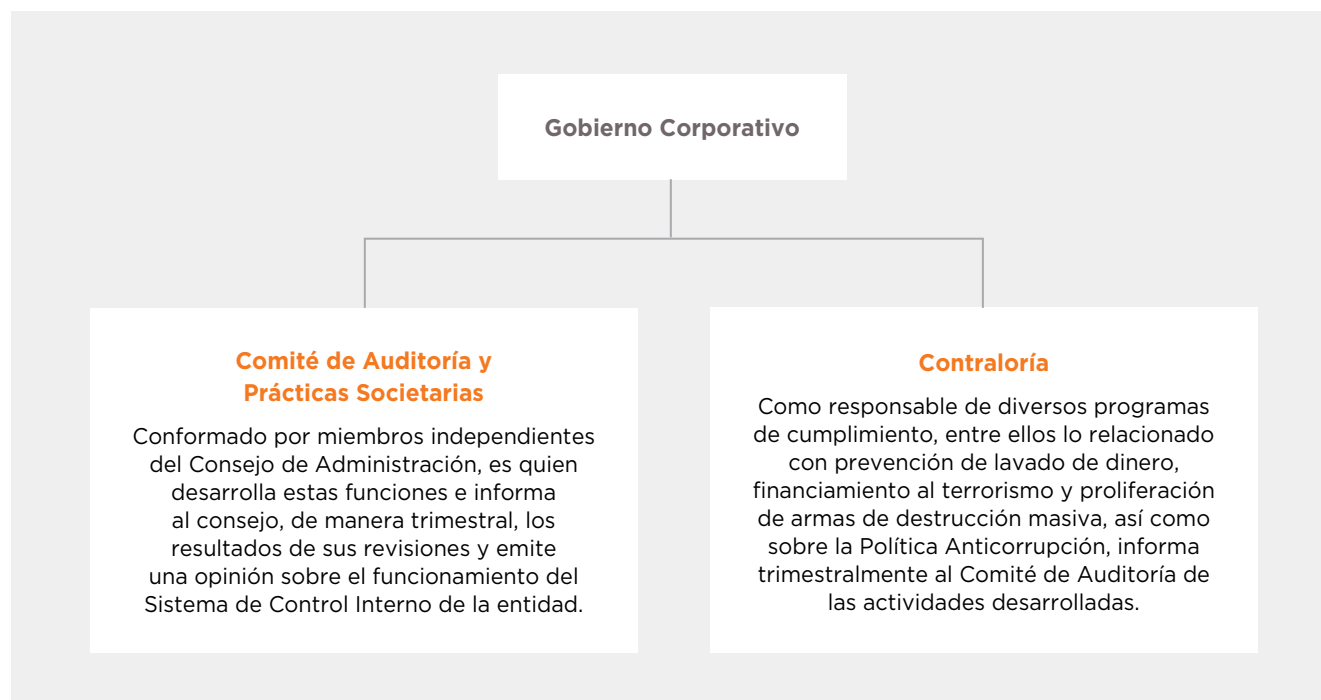 Gobierno Corporativo
Comité de Auditoría y
Prácticas Societarias
Conformado por miembros independientes
del Consejo de Administración, es quien
desarrolla estas funciones e informa
al consejo, de manera trimestral, los
resultados de sus revisiones y emite
una opinión sobre el funcionamiento del
Sistema de Control Interno de la entidad.
Contraloría
Como responsable de diversos programas
de cumplimiento, entre ellos lo relacionado
con prevención de lavado de dinero,
financiamiento al terrorismo y proliferación
de armas de destrucción masiva, así como
sobre la Política Anticorrupción, informa
trimestralmente al Comité de Auditoría de
las actividades desarrolladas.